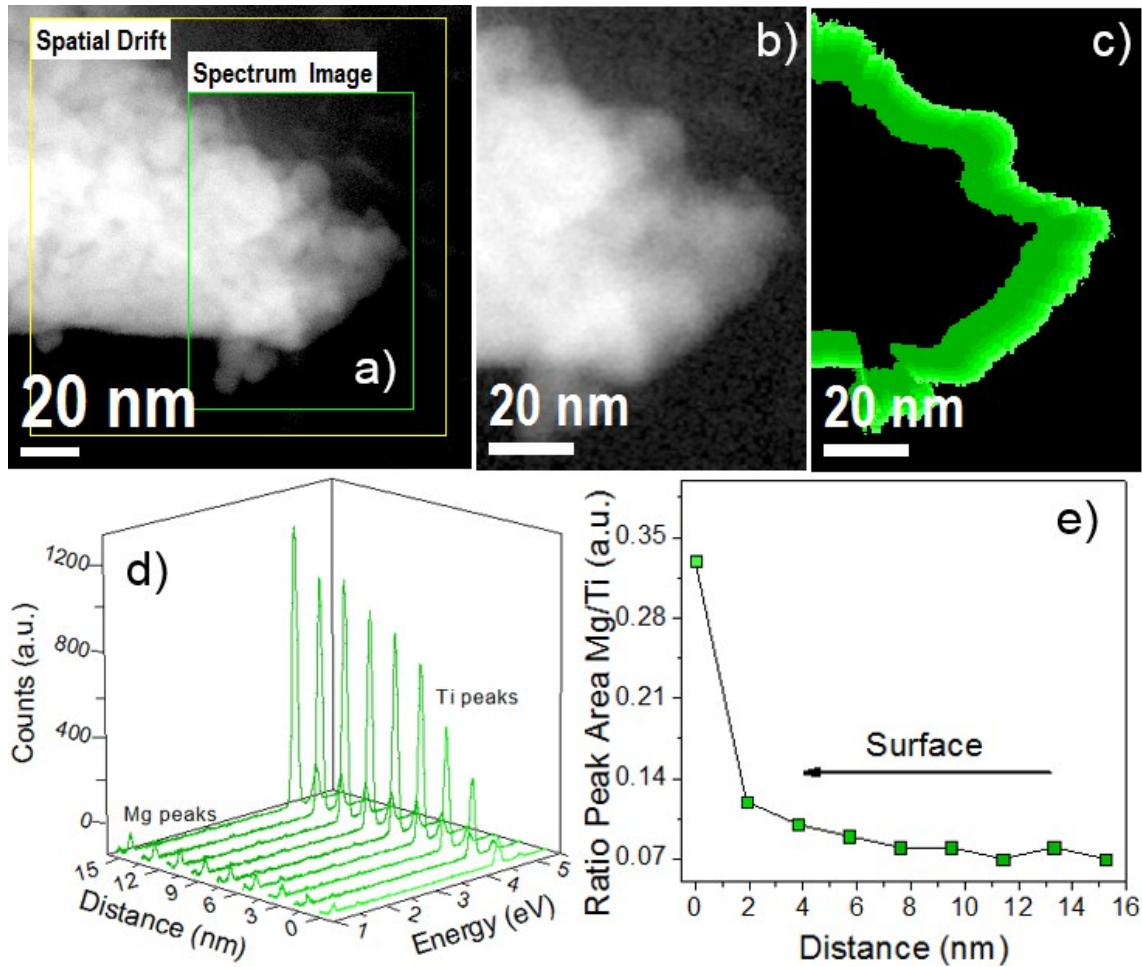 Spatial Drift
Spectrum Image
a)
20 nm
b)
20 nm
c)
20 nm
d)
Counts (a.u.)
1200
800
400
0
Mg peaks
Ti peaks
15
12
9
6
3
0
Distance (nm)
1
2
3
4
5
Energy (eV)
e)
Ratio Peak Area Mg/Ti (a.u.)
0.35
0.28
0.21
0.14
0.07
Surface
0 2 4 6 8 10 12 14 16
Distance (nm)